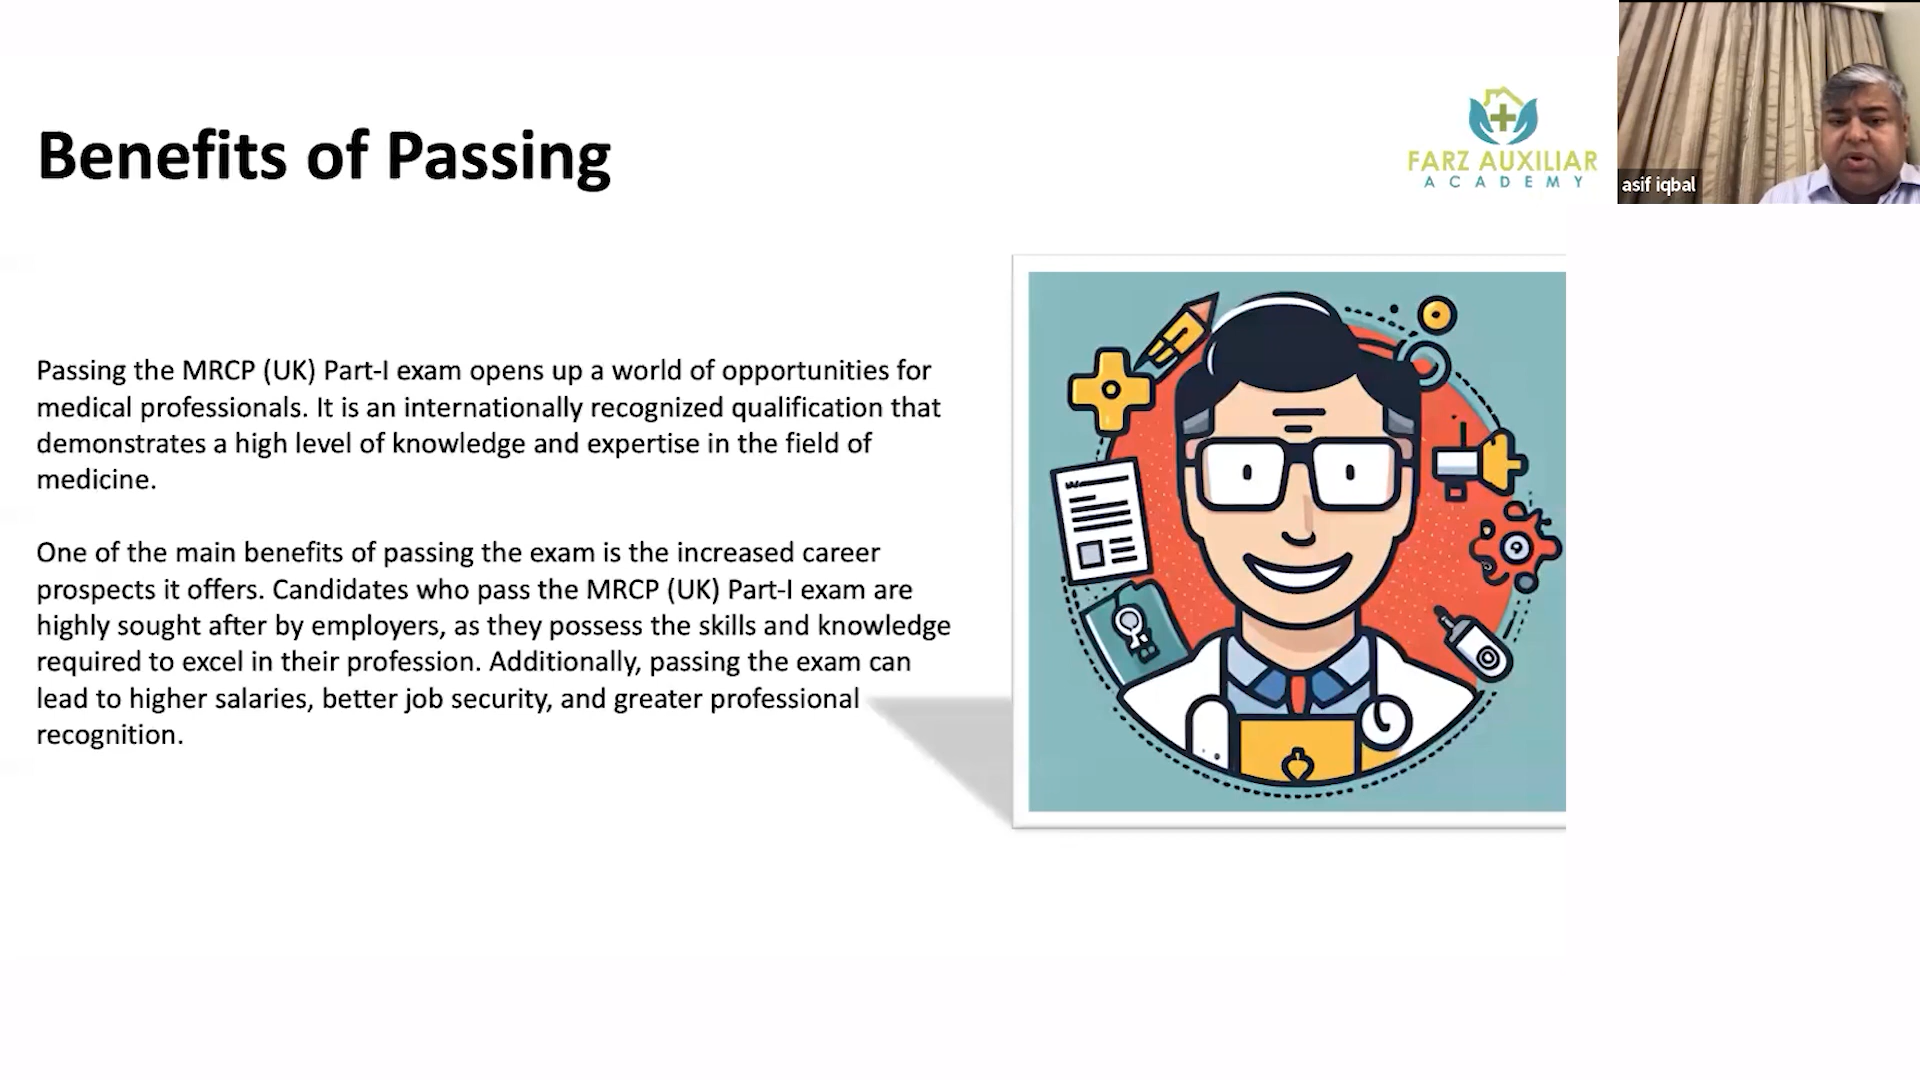 Benefits of Passing
FARZ AUXILIAR
ACADEMY
asif iqbal
Passing the MRCP (UK) Part-I exam opens up a world of opportunities for
medical professionals. It is an internationally recognized qualification that
demonstrates a high level of knowledge and expertise in the field of
medicine.
One of the main benefits of passing the exam is the increased career
prospects it offers. Candidates who pass the MRCP (UK) Part-I exam are
highly sought after by employers, as they possess the skills and knowledge
required to excel in their profession. Additionally, passing the exam can
lead to higher salaries, better job security, and greater professional
recognition.